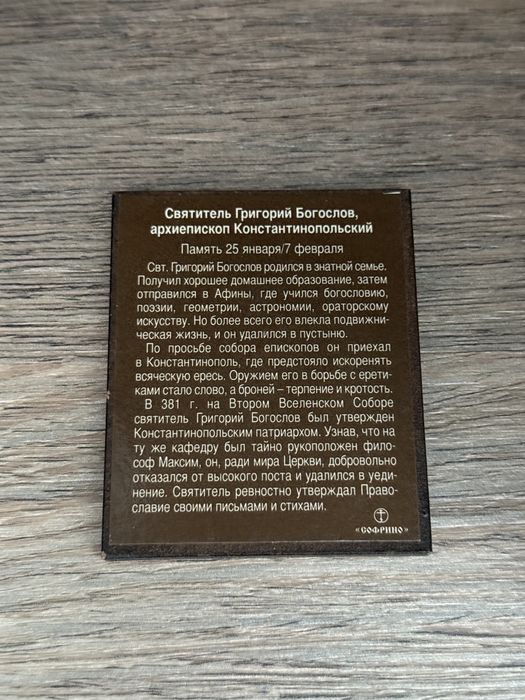 Святитель Григорий Богослов,
архиепископ Константинопольский
Память 25 января/7 февраля
Свт. Григорий Богослов родился в знатной семье.
Получил хорошее домашнее образование, затем
отправился в Афины, где учился богословию,
поэзии, геометрии, астрономии, ораторскому
искусству. Но более всего его влекла подвижни-
ческая жизнь, и он удалился в пустыню.
По просьбе собора епископов он приехал
в Константинополь, где предстояло искоренять
всяческую ересь. Оружием его в борьбе с ерети-
ками стало слово, а броней – терпение и кротость.
В 381 г. на Втором Вселенском Соборе
святитель Григорий Богослов был утвержден
Константинопольским патриархом. Узнав, что на
ту же кафедру был тайно рукоположен фило-
соф Максим, он, ради мира Церкви, добровольно
отказался от высокого поста и удалился в уеди-
нение. Святитель ревностно утверждал Право-
славие своими письмами и стихами.
«СОФРИНО»